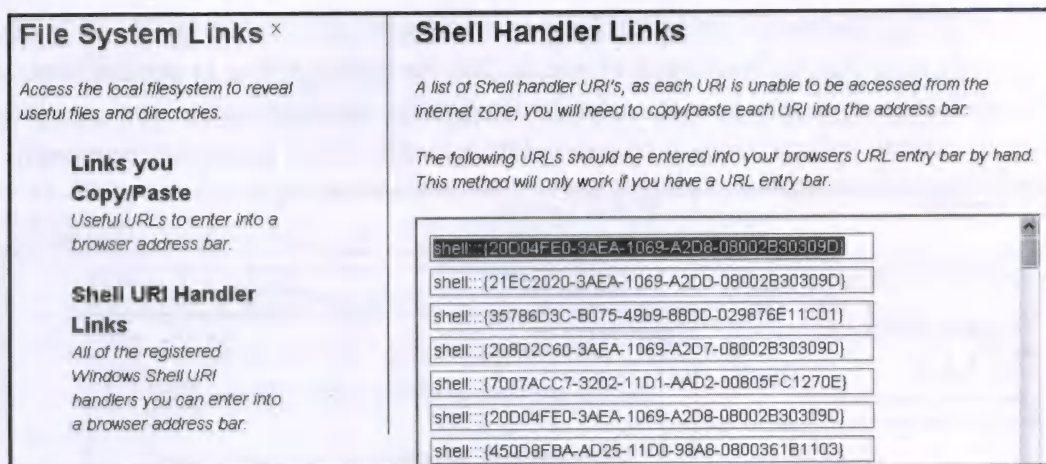 File System Links ×
Access the local filesystem to reveal
useful files and directories.
Links you
Copy/Paste
Useful URLs to enter into a
browser address bar.
Shell URI Handler
Links
All of the registered
Windows Shell URI
handlers you can enter into
a browser address bar.
Shell Handler Links
A list of Shell handler URI's, as each URI is unable to be accessed from the
internet zone, you will need to copy/paste each URI into the address bar.
The following URLs should be entered into your browsers URL entry bar by hand.
This method will only work if you have a URL entry bar.
shell:::{20D04FE0-3AEA-1069-A2D8-08002B30309D}
shell:::{21EC2020-3AEA-1069-A2DD-08002B30309D}
shell:::{35786D3C-B075-49b9-88DD-029876E11C01}
shell:::{208D2C60-3AEA-1069-A2D7-08002B30309D}
shell:::{7007ACC7-3202-11D1-AAD2-00805FC1270E}
shell:::{20D04FE0-3AEA-1069-A2D8-08002B30309D}
shell:::{450D8FBA-AD25-11D0-98A8-0800361B1103}